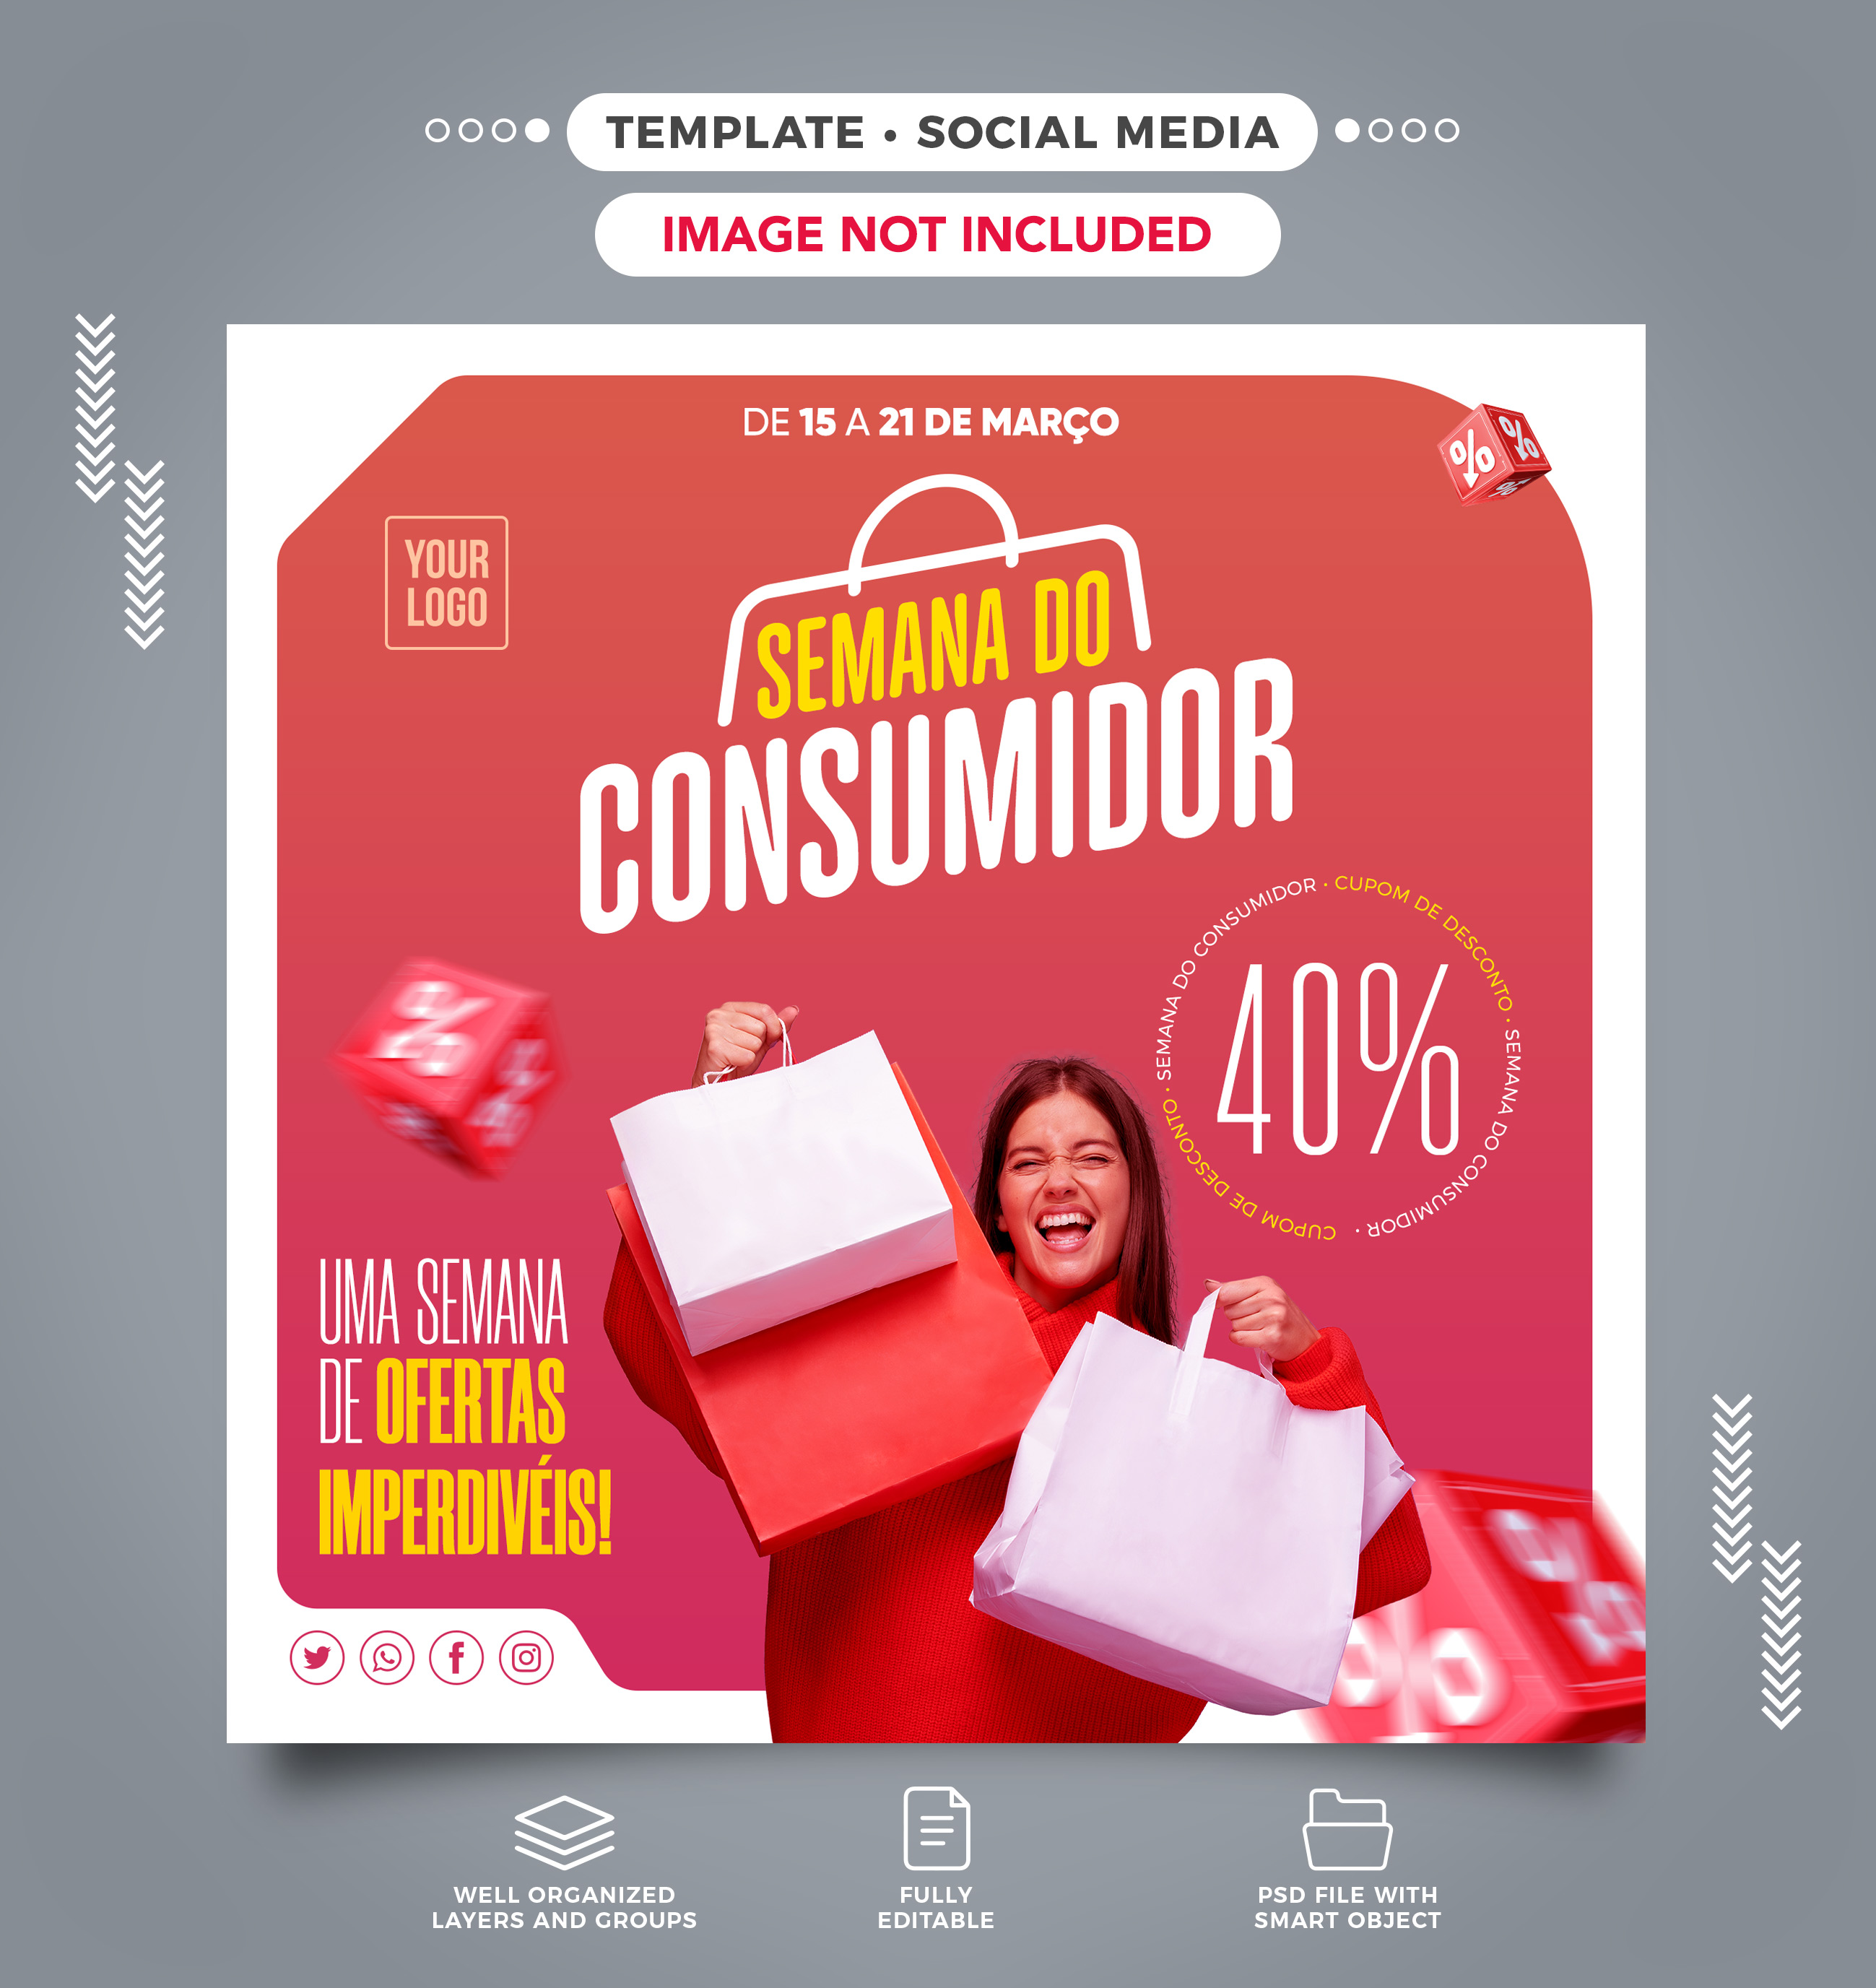 TEMPLATE • SOCIAL MEDIA
IMAGE NOT INCLUDED
DE 15 A 21 DE MARÇO
YOUR
LOGO
SEMANA DO
CONSUMIDOR
SEMANA DO CONSUMIDOR • CUPOM DE DESCONTO • SEMANA DO CONSUMIDOR • CUPOM DE DESCONTO •
40%
%
%
%
%
UMA SEMANA
DE OFERTAS
IMPERDIVÉIS!
%
%
WELL ORGANIZED
LAYERS AND GROUPS
FULLY
EDITABLE
PSD FILE WITH
SMART OBJECT